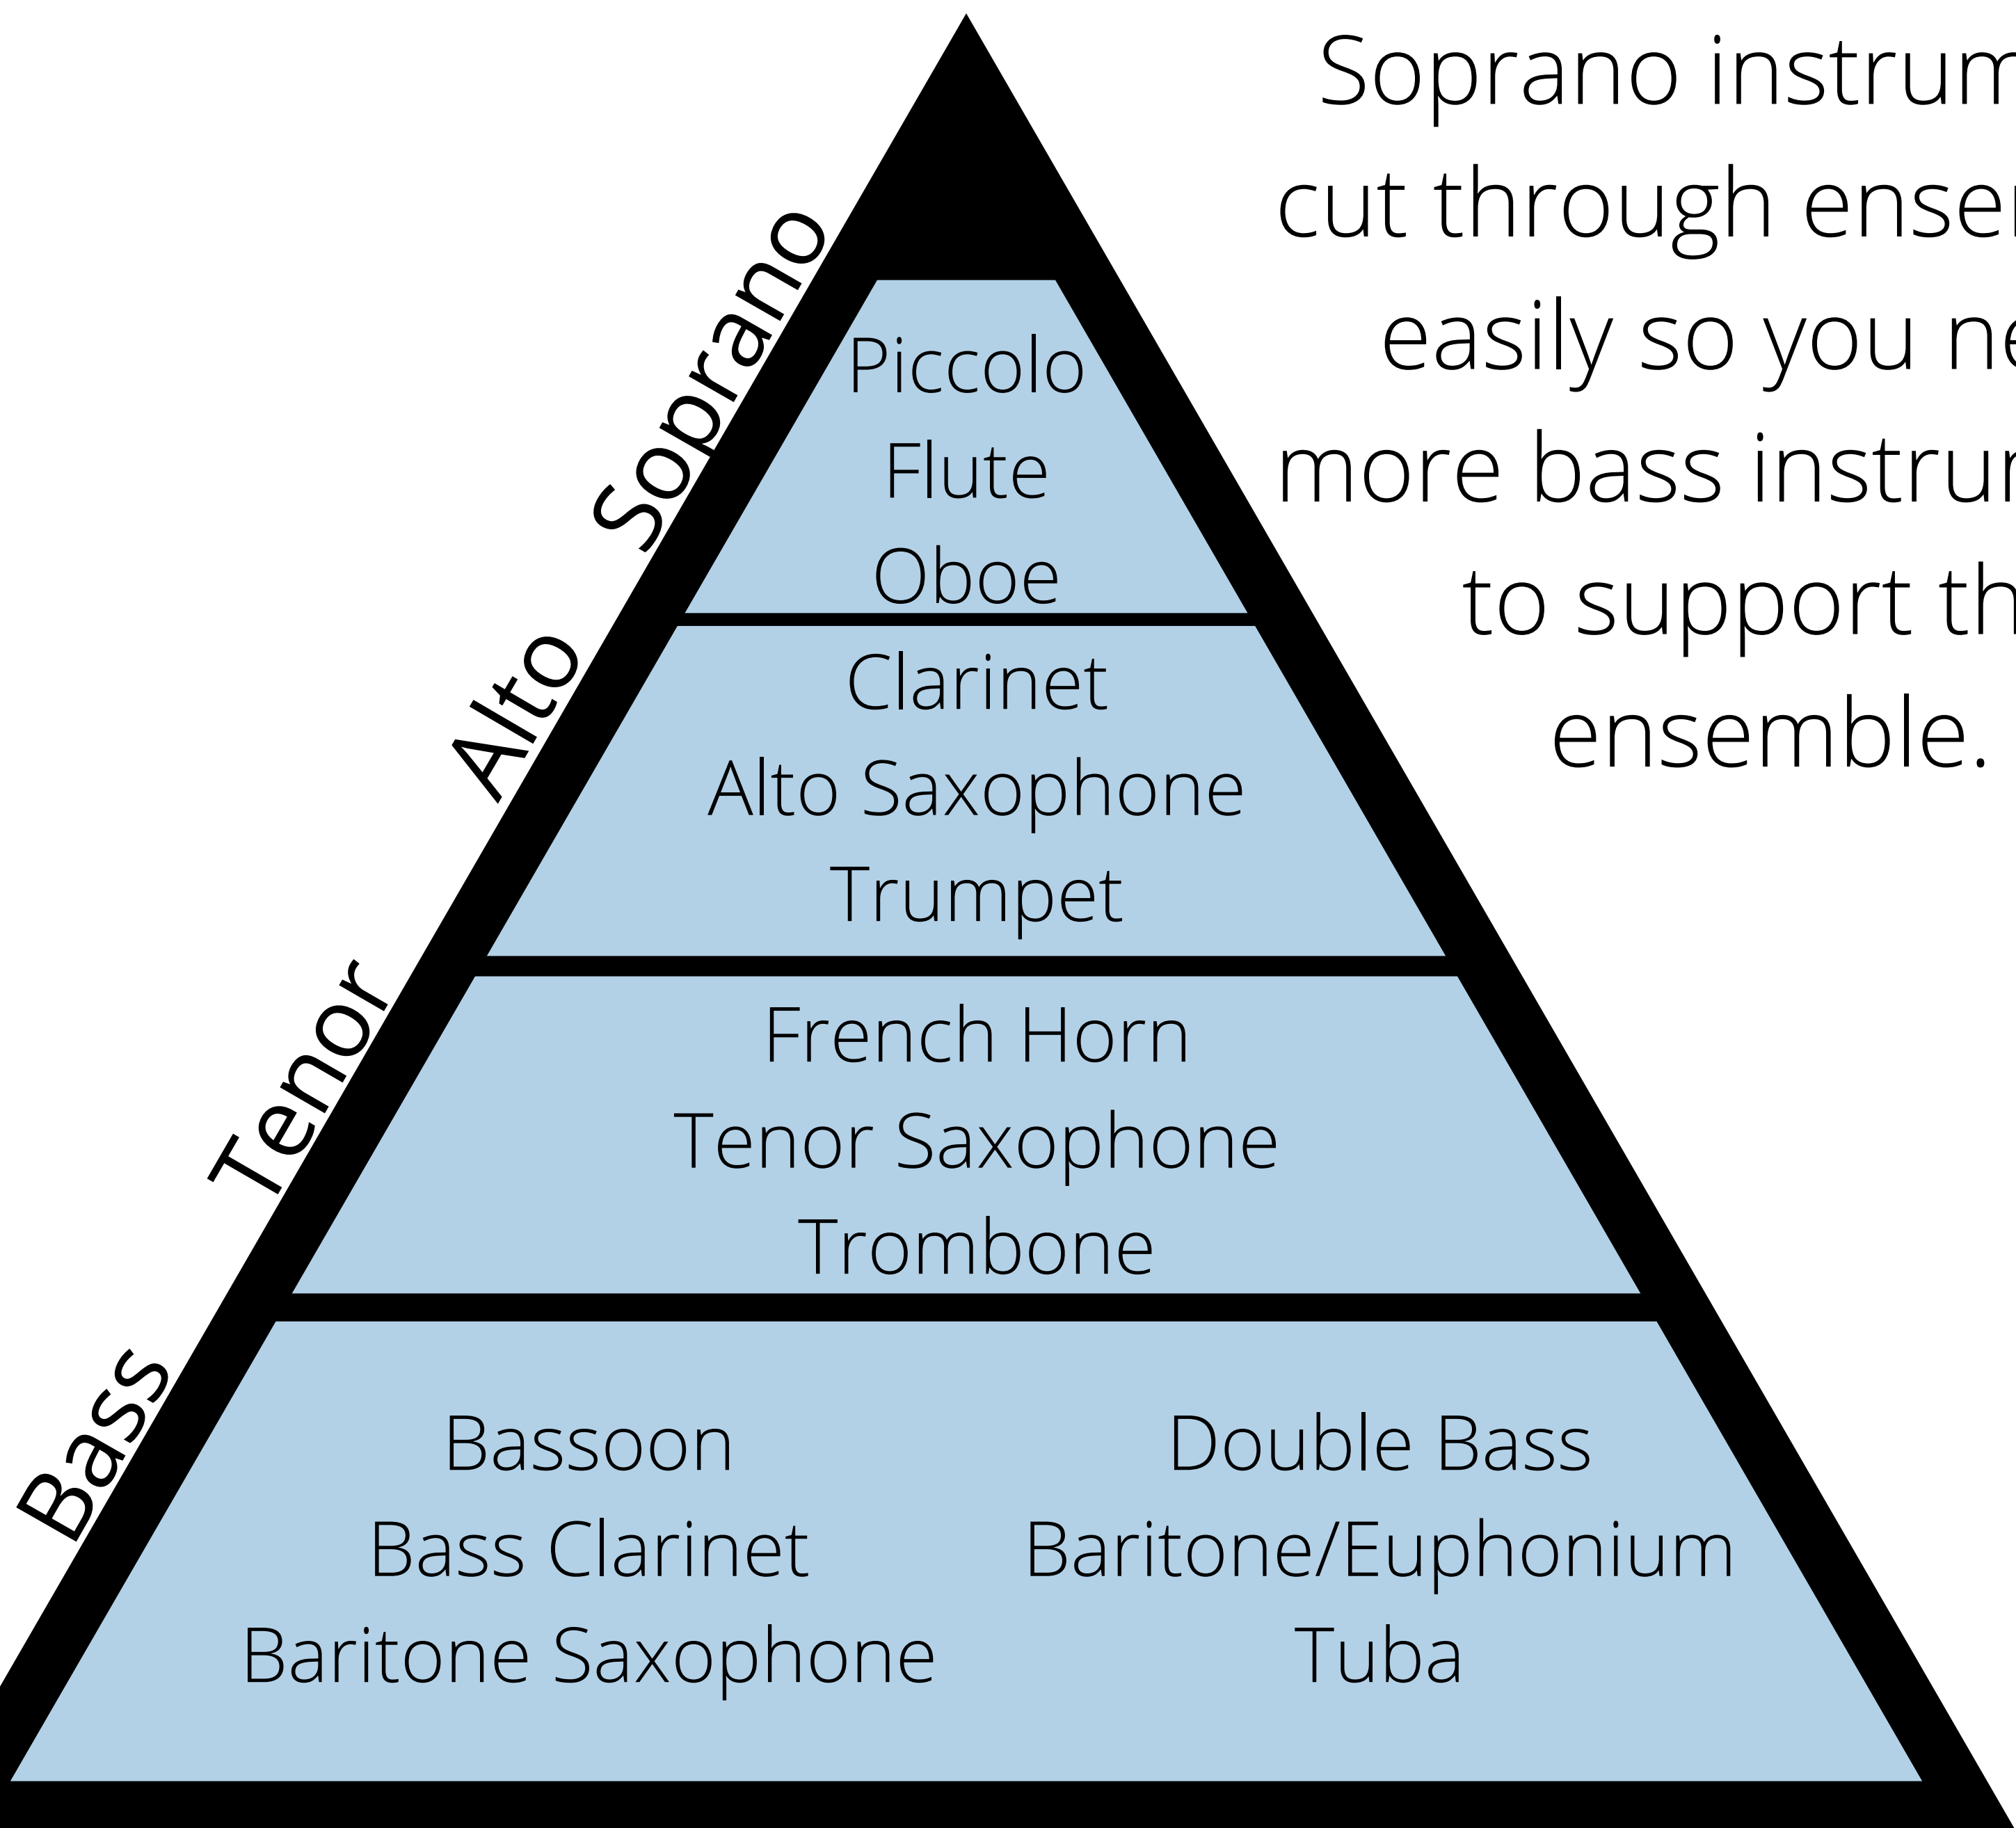 Soprano instrum
cut through ensem
easily so you ne
more bass instrum
to support th
ensemble.
Soprano
Piccolo
Flute
Oboe
Alto
Clarinet
Alto Saxophone
Trumpet
Tenor
French Horn
Tenor Saxophone
Trombone
Bass
Bassoon
Bass Clarinet
Baritone Saxophone
Double Bass
Baritone/Euphonium
Tuba